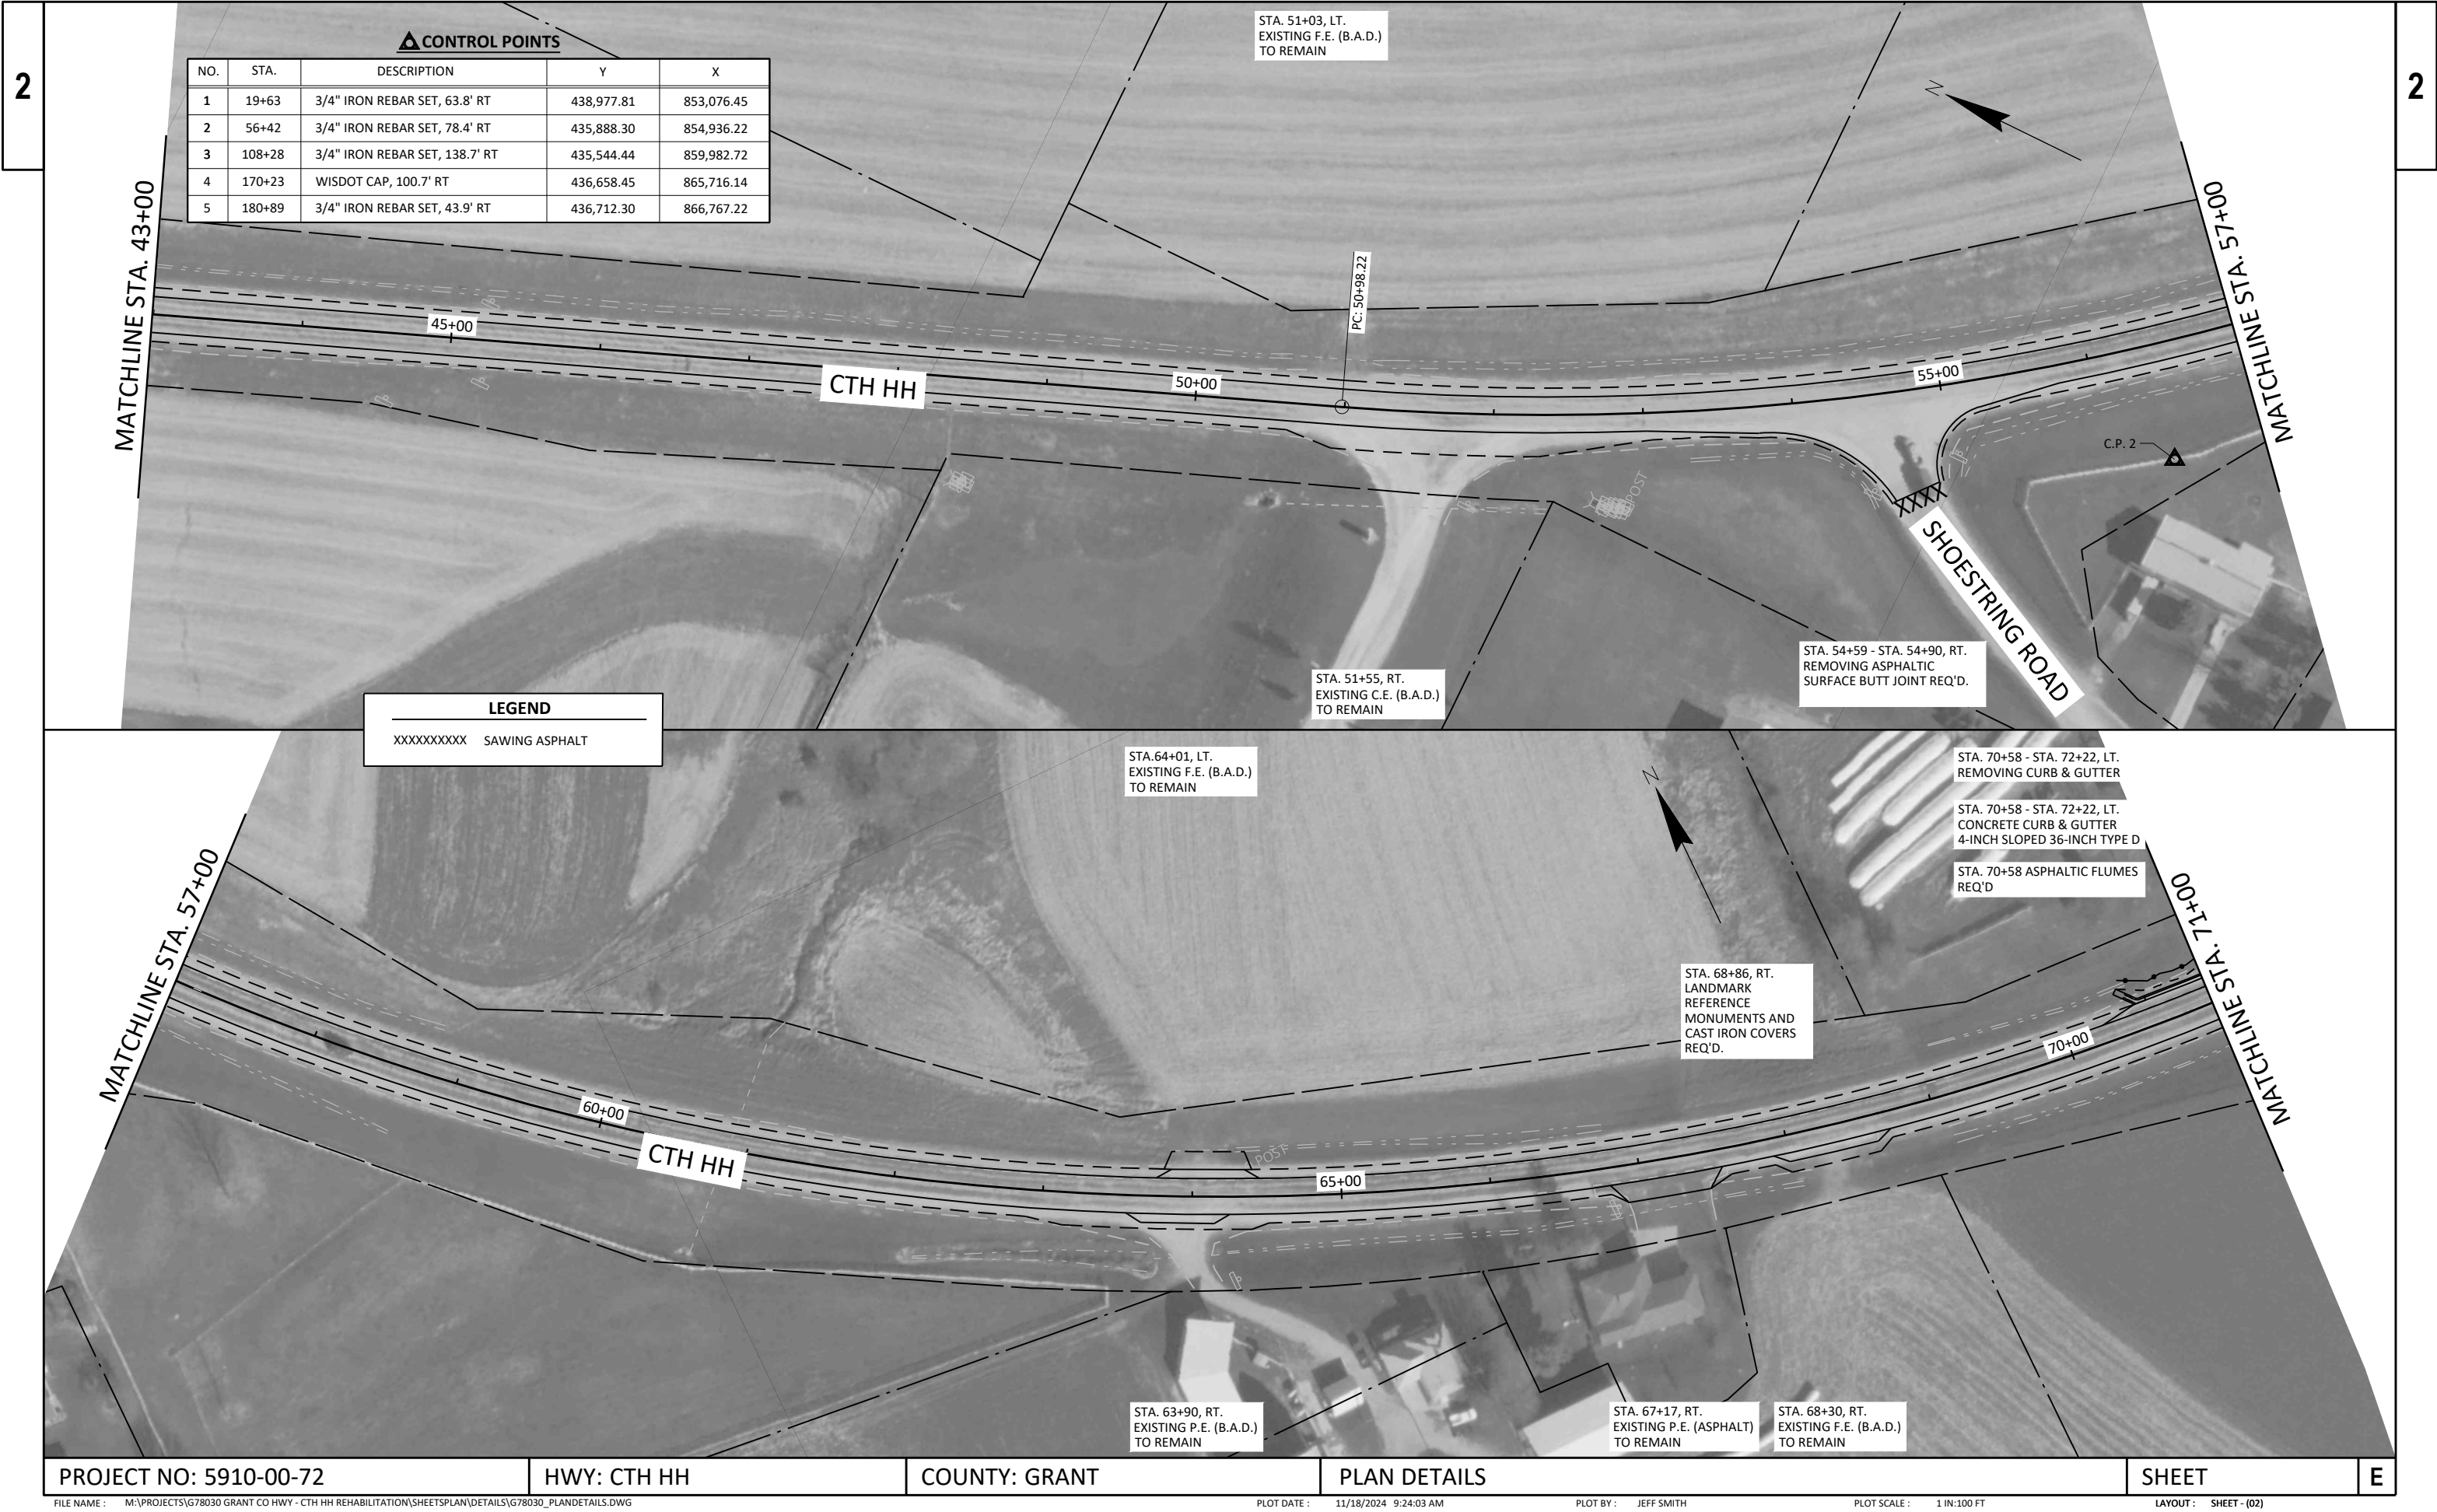 2
2
CONTROL POINTS
NO. STA. DESCRIPTION Y X
1 19+63 3/4" IRON REBAR SET, 63.8' RT 438,977.81 853,076.45
2 56+42 3/4" IRON REBAR SET, 78.4' RT 435,888.30 854,936.22
3 108+28 3/4" IRON REBAR SET, 138.7' RT 435,544.44 859,982.72
4 170+23 WISDOT CAP, 100.7' RT 436,658.45 865,716.14
5 180+89 3/4" IRON REBAR SET, 43.9' RT 436,712.30 866,767.22
STA. 51+03, LT.
EXISTING F.E. (B.A.D.)
TO REMAIN
N
MATCHLINE STA. 43+00
MATCHLINE STA. 57+00
45+00
CTH HH
50+00
PC: 50+98.22
55+00
C.P. 2
POST
XXXX
SHOESTRING ROAD
STA. 51+55, RT.
EXISTING C.E. (B.A.D.)
TO REMAIN
STA. 54+59 - STA. 54+90, RT.
REMOVING ASPHALTIC
SURFACE BUTT JOINT REQ'D.
LEGEND
XXXXXXXXXX SAWING ASPHALT
STA.64+01, LT.
EXISTING F.E. (B.A.D.)
TO REMAIN
N
STA. 70+58 - STA. 72+22, LT.
REMOVING CURB & GUTTER
STA. 70+58 - STA. 72+22, LT.
CONCRETE CURB & GUTTER
4-INCH SLOPED 36-INCH TYPE D
STA. 70+58 ASPHALTIC FLUMES
REQ'D
MATCHLINE STA. 57+00
MATCHLINE STA. 71+00
STA. 68+86, RT.
LANDMARK
REFERENCE
MONUMENTS AND
CAST IRON COVERS
REQ'D.
60+00
CTH HH
POST
65+00
70+00
STA. 63+90, RT.
EXISTING P.E. (B.A.D.)
TO REMAIN
STA. 67+17, RT.
EXISTING P.E. (ASPHALT)
TO REMAIN
STA. 68+30, RT.
EXISTING F.E. (B.A.D.)
TO REMAIN
PROJECT NO: 5910-00-72 HWY: CTH HH COUNTY: GRANT PLAN DETAILS SHEET E
FILE NAME : M:\PROJECTS\G78030 GRANT CO HWY - CTH HH REHABILITATION\SHEETSPLAN\DETAILS\G78030_PLANDETAILS.DWG PLOT DATE : 11/18/2024 9:24:03 AM PLOT BY : JEFF SMITH PLOT SCALE : 1 IN:100 FT LAYOUT : SHEET - (02)